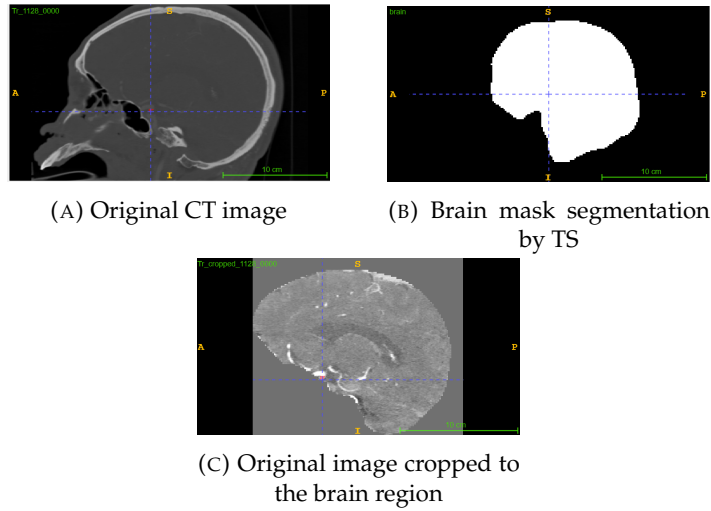 Tr_1128_0000
S
A
P
I
10 cm
(A) Original CT image
brain
S
A
P
I
10 cm
(B) Brain mask segmentation
by TS
Tr_cropped_1128_0000
S
A
P
I
10 cm
(C) Original image cropped to
the brain region